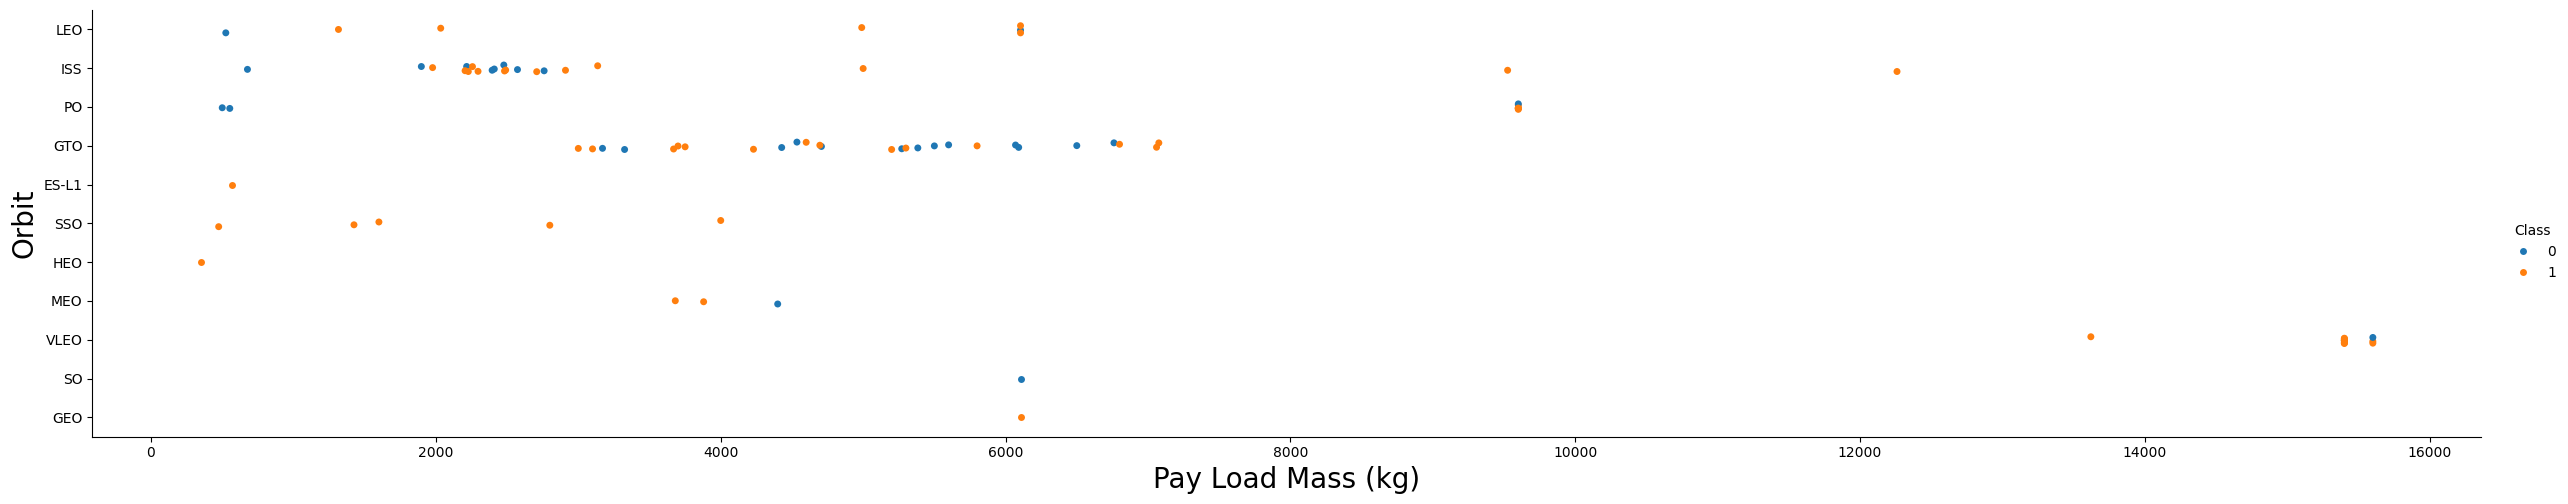 LEO
ISS
PO
GTO
ES-L1
SSO
HEO
MEO
VLEO
SO
GEO
Orbit
0 2000 4000 6000 8000 10000 12000 14000 16000
Pay Load Mass (kg)
Class
0
1